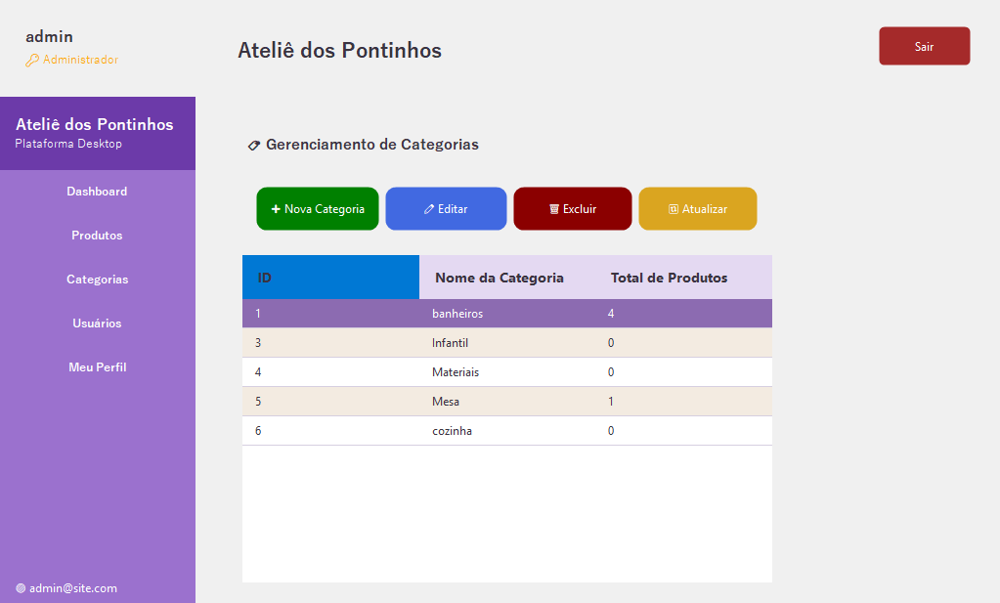 admin
Administrador
Ateliê dos Pontinhos
Sair
Ateliê dos Pontinhos
Plataforma Desktop
Dashboard
Produtos
Categorias
Usuários
Meu Perfil
admin@site.com
Gerenciamento de Categorias
+ Nova Categoria
Editar
Excluir
Atualizar
ID Nome da Categoria Total de Produtos
1 banheiros 4
3 Infantil 0
4 Materiais 0
5 Mesa 1
6 cozinha 0